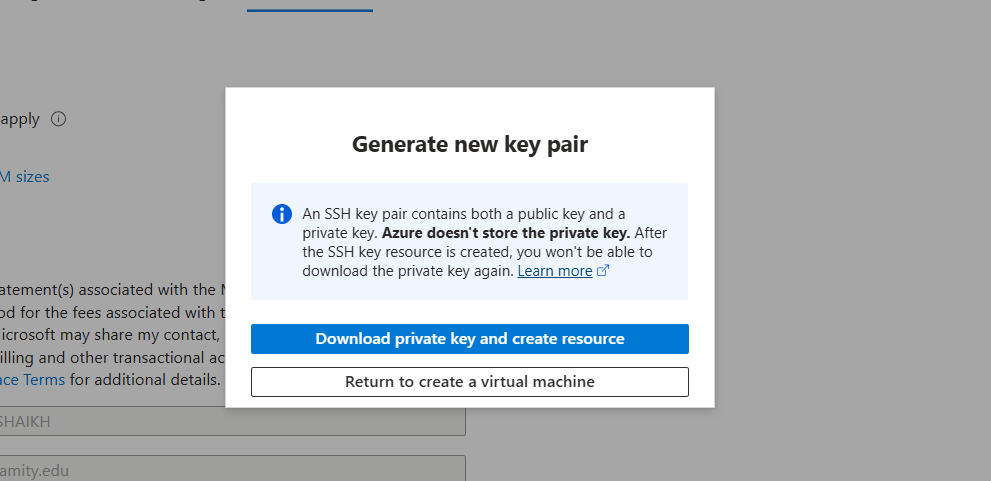 apply
M sizes
Generate new key pair
An SSH key pair contains both a public key and a
private key. Azure doesn't store the private key. After
the SSH key resource is created, you won't be able to
download the private key again. Learn more
atement(s) associated with the M
od for the fees associated with t
icrosoft may share my contact,
illing and other transactional ac
ace Terms for additional details.
Download private key and create resource
Return to create a virtual machine
SHAIKH
amity.edu